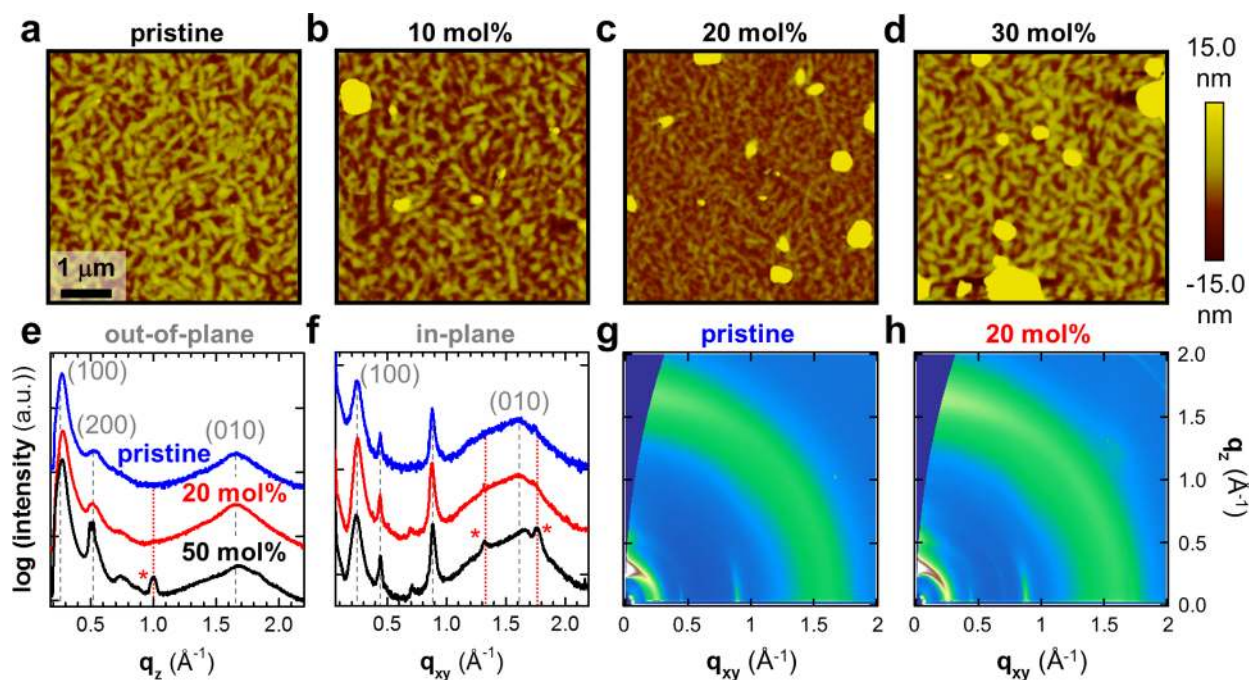 a pristine
b 10 mol%
c 20 mol%
d 30 mol%
15.0
nm
1 μm
-15.0
nm
e out-of-plane
(100)
(200)
(010)
pristine
20 mol%
50 mol%
*
log (intensity (a.u.))
0.5 1.0 1.5 2.0
q_z (Å⁻¹)
f in-plane
(100)
(010)
* *
0.5 1.0 1.5 2.0
q_xy (Å⁻¹)
g pristine
0 0.5 1 1.5 2
q_xy (Å⁻¹)
h 20 mol%
2.0
1.5
1.0
0.5
0.0
q_z (Å⁻¹)
0 0.5 1 1.5 2
q_xy (Å⁻¹)